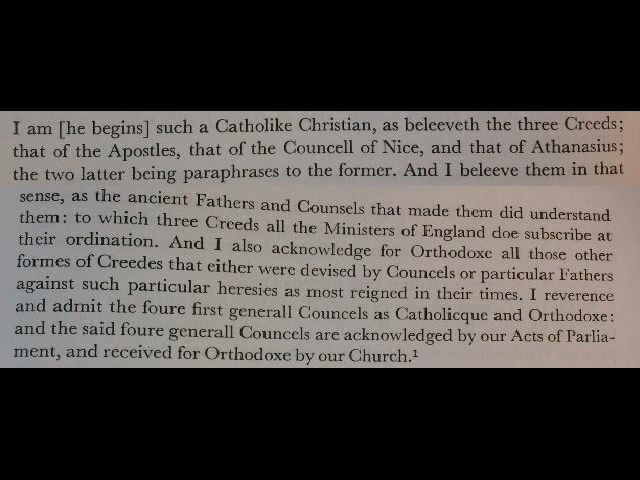 I am [he begins] such a Catholike Christian, as beleeveth the three Creeds;
that of the Apostles, that of the Councell of Nice, and that of Athanasius;
the two latter being paraphrases to the former. And I beleeve them in that
sense, as the ancient Fathers and Counsels that made them did understand
them: to which three Creeds all the Ministers of England doe subscribe at
their ordination. And I also acknowledge for Orthodoxe all those other
formes of Creedes that either were devised by Councels or particular Fathers
against such particular heresies as most reigned in their times. I reverence
and admit the foure first generall Councels as Catholicque and Orthodoxe:
and the said foure generall Councels are acknowledged by our Acts of Parlia-
ment, and received for Orthodoxe by our Church.¹